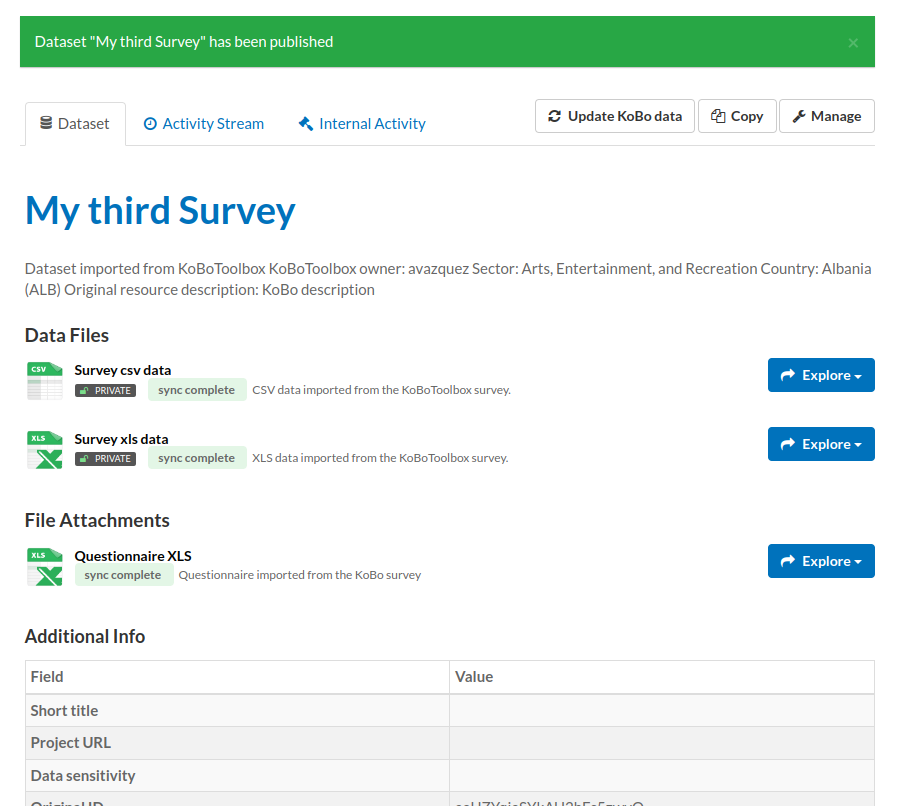 Dataset "My third Survey" has been published
×
Dataset
Activity Stream
Internal Activity
Update KoBo data
Copy
Manage
My third Survey
Dataset imported from KoBoToolbox KoBoToolbox owner: avazquez Sector: Arts, Entertainment, and Recreation Country: Albania
(ALB) Original resource description: KoBo description
Data Files
CSV
Survey csv data
PRIVATE sync complete CSV data imported from the KoBoToolbox survey.
Explore
XLS
Survey xls data
PRIVATE sync complete XLS data imported from the KoBoToolbox survey.
Explore
File Attachments
XLS
Questionnaire XLS
sync complete Questionnaire imported from the KoBo survey
Explore
Additional Info
Field Value
Short title
Project URL
Data sensitivity